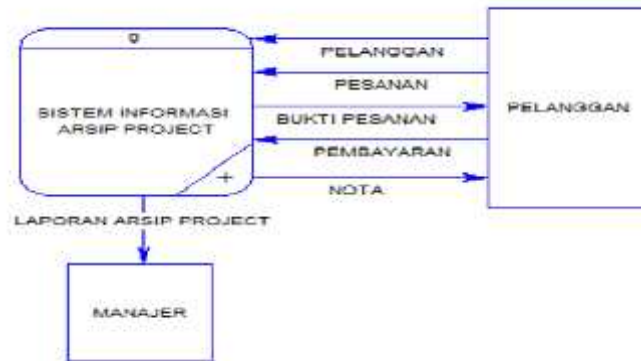 0
PELANGGAN
PESANAN
SISTEM INFORMASI
ARSIP PROJECT
BUKTI PESANAN
PELANGGAN
PEMBAYARAN
+
NOTA
LAPORAN ARSIP PROJECT
MANAJER